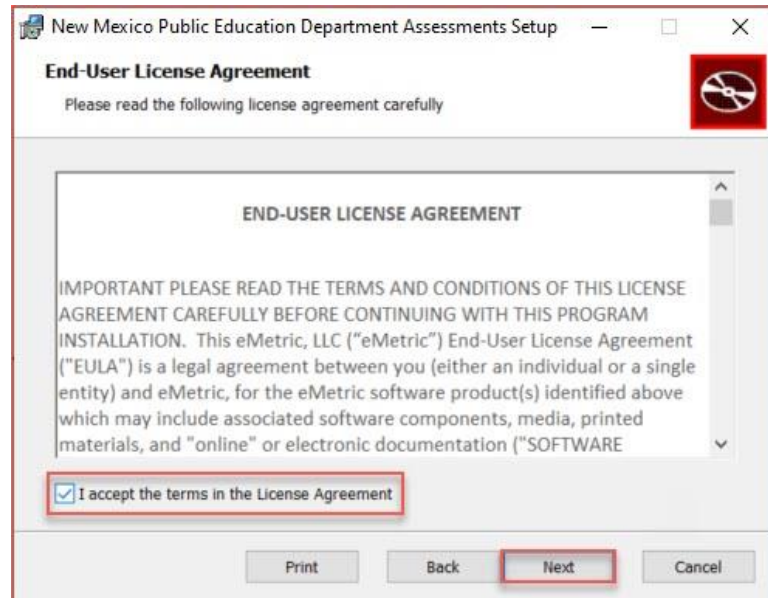 New Mexico Public Education Department Assessments Setup
End-User License Agreement
Please read the following license agreement carefully
END-USER LICENSE AGREEMENT
IMPORTANT PLEASE READ THE TERMS AND CONDITIONS OF THIS LICENSE
AGREEMENT CAREFULLY BEFORE CONTINUING WITH THIS PROGRAM
INSTALLATION. This eMetric, LLC (“eMetric”) End-User License Agreement
("EULA") is a legal agreement between you (either an individual or a single
entity) and eMetric, for the eMetric software product(s) identified above
which may include associated software components, media, printed
materials, and "online" or electronic documentation ("SOFTWARE
I accept the terms in the License Agreement
Print Back Next Cancel